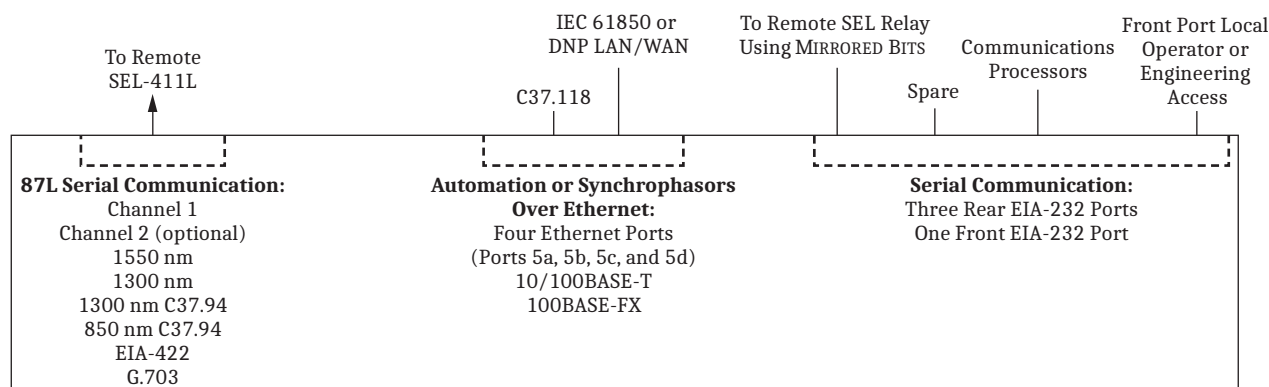 To Remote
SEL-411L
C37.118
IEC 61850 or
DNP LAN/WAN
To Remote SEL Relay
Using MIRRORED BITS
Spare
Communications
Processors
Front Port Local
Operator or
Engineering
Access
87L Serial Communication:
Channel 1
Channel 2 (optional)
1550 nm
1300 nm
1300 nm C37.94
850 nm C37.94
EIA-422
G.703
Automation or Synchrophasors
Over Ethernet:
Four Ethernet Ports
(Ports 5a, 5b, 5c, and 5d)
10/100BASE-T
100BASE-FX
Serial Communication:
Three Rear EIA-232 Ports
One Front EIA-232 Port